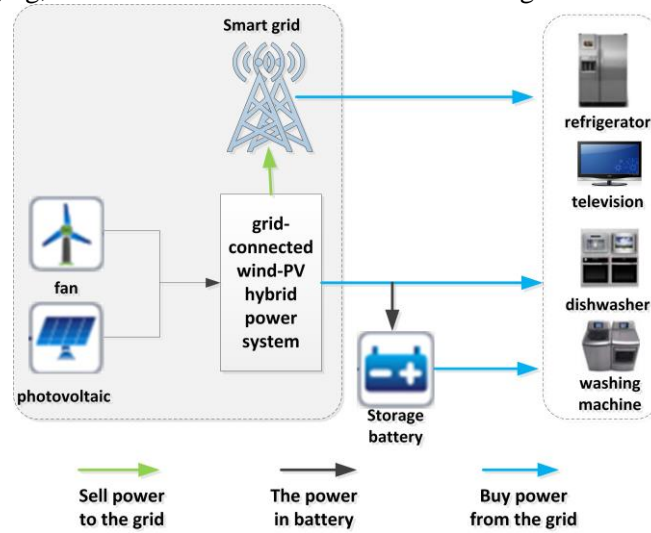 Smart grid
refrigerator
television
grid-
connected
wind-PV
hybrid
power
system
fan
dishwasher
photovoltaic
Storage
battery
washing
machine
Sell power
to the grid
The power
in battery
Buy power
from the grid